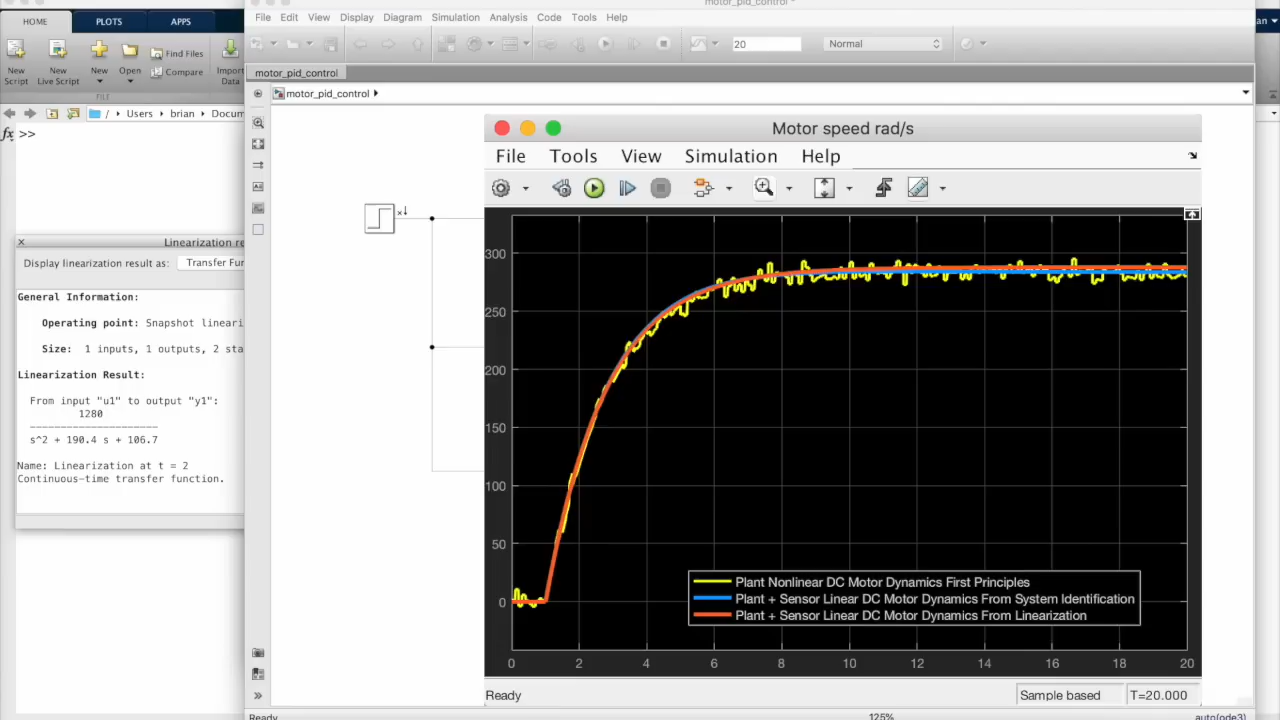 motor_pid_control *
HOME PLOTS APPS
File Edit View Display Diagram Simulation Analysis Code Tools Help
New Script
New Live Script
New
Open
Find Files
Compare
Import Data
FILE
20 Normal
motor_pid_control
motor_pid_control
/ Users brian
fx >>
Motor speed rad/s
File Tools View Simulation Help
Display linearization result as:
General Information:
Operating point: Snapshot
Size: 1 inputs, 1 outputs, 2
Linearization Result:
From input "u1" to output "y1":
1280
---------------------
s^2 + 190.4 s + 106.7
Name: Linearization at t = 2
Continuous-time transfer function.
300
250
200
150
100
50
0
Plant Nonlinear DC Motor Dynamics First Principles
Plant + Sensor Linear DC Motor Dynamics From System Identification
Plant + Sensor Linear DC Motor Dynamics From Linearization
0 2 4 6 8 10 12 14 16 18 20
Ready Sample based T=20.000
Ready 125% auto(ode3)